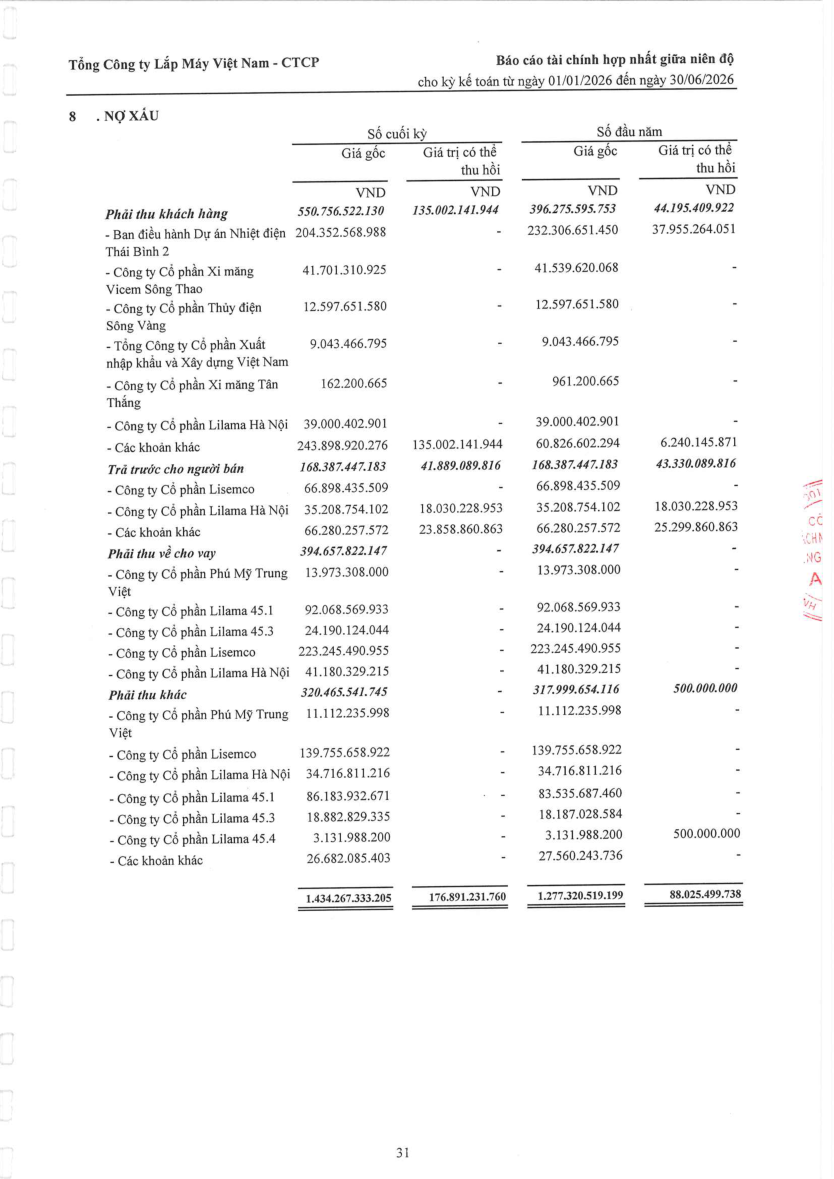 Tổng Công ty Lắp Máy Việt Nam - CTCP
Báo cáo tài chính hợp nhất giữa niên độ
cho kỳ kế toán từ ngày 01/01/2026 đến ngày 30/06/2026
8 . NỢ XẤU
Số cuối kỳ Số đầu năm
Giá gốc Giá trị có thể Giá gốc Giá trị có thể
thu hồi thu hồi
VND VND VND VND
Phải thu khách hàng 550.756.522.130 135.002.141.944 396.275.595.753 44.195.409.922
- Ban điều hành Dự án Nhiệt điện 204.352.568.988 - 232.306.651.450 37.955.264.051
Thái Bình 2
- Công ty Cổ phần Xi măng 41.701.310.925 - 41.539.620.068 -
Vicem Sông Thao
- Công ty Cổ phần Thủy điện 12.597.651.580 - 12.597.651.580 -
Sông Vàng
- Tổng Công ty Cổ phần Xuất 9.043.466.795 - 9.043.466.795 -
nhập khẩu và Xây dựng Việt Nam
- Công ty Cổ phần Xi măng Tân 162.200.665 - 961.200.665 -
Thắng
- Công ty Cổ phần Lilama Hà Nội 39.000.402.901 - 39.000.402.901 -
- Các khoản khác 243.898.920.276 135.002.141.944 60.826.602.294 6.240.145.871
Trả trước cho người bán 168.387.447.183 41.889.089.816 168.387.447.183 43.330.089.816
- Công ty Cổ phần Lisemco 66.898.435.509 - 66.898.435.509 -
- Công ty Cổ phần Lilama Hà Nội 35.208.754.102 18.030.228.953 35.208.754.102 18.030.228.953
- Các khoản khác 66.280.257.572 23.858.860.863 66.280.257.572 25.299.860.863
Phải thu về cho vay 394.657.822.147 - 394.657.822.147 -
- Công ty Cổ phần Phú Mỹ Trung 13.973.308.000 - 13.973.308.000 -
Việt
- Công ty Cổ phần Lilama 45.1 92.068.569.933 - 92.068.569.933 -
- Công ty Cổ phần Lilama 45.3 24.190.124.044 - 24.190.124.044 -
- Công ty Cổ phần Lisemco 223.245.490.955 - 223.245.490.955 -
- Công ty Cổ phần Lilama Hà Nội 41.180.329.215 - 41.180.329.215 -
Phải thu khác 320.465.541.745 - 317.999.654.116 500.000.000
- Công ty Cổ phần Phú Mỹ Trung 11.112.235.998 - 11.112.235.998 -
Việt
- Công ty Cổ phần Lisemco 139.755.658.922 - 139.755.658.922 -
- Công ty Cổ phần Lilama Hà Nội 34.716.811.216 - 34.716.811.216 -
- Công ty Cổ phần Lilama 45.1 86.183.932.671 - 83.535.687.460 -
- Công ty Cổ phần Lilama 45.3 18.882.829.335 - 18.187.028.584 -
- Công ty Cổ phần Lilama 45.4 3.131.988.200 - 3.131.988.200 500.000.000
- Các khoản khác 26.682.085.403 - 27.560.243.736 -
1.434.267.333.205 176.891.231.760 1.277.320.519.199 88.025.499.738
31